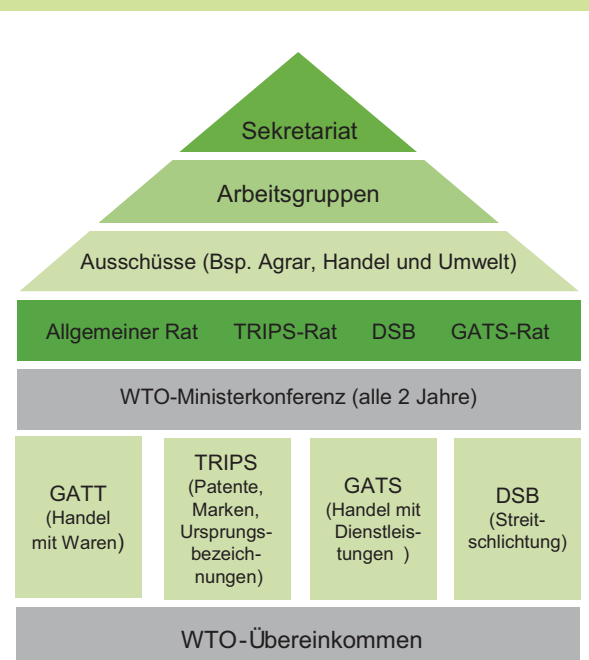 Sekretariat
Arbeitsgruppen
Ausschüsse (Bsp. Agrar, Handel und Umwelt)
Allgemeiner Rat TRIPS-Rat DSB GATS-Rat
WTO-Ministerkonferenz (alle 2 Jahre)
GATT
(Handel
mit Waren)
TRIPS
(Patente,
Marken,
Ursprungs-
bezeich-
nungen)
GATS
(Handel mit
Dienstleis-
tungen )
DSB
(Streit-
schlichtung)
WTO-Übereinkommen